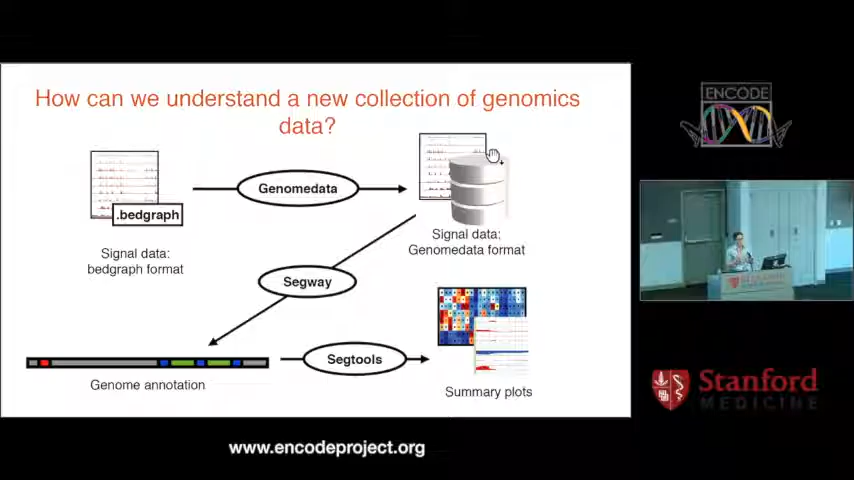 How can we understand a new collection of genomics
data?
.bedgraph
Genomedata
Signal data:
bedgraph format
Signal data:
Genomedata format
Segway
Segtools
Genome annotation
Summary plots
www.encodeproject.org
ENCODE
STANFORD
Stanford
MEDICINE